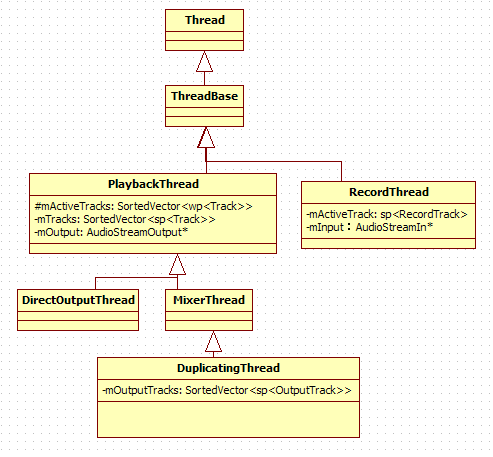 Thread
ThreadBase
PlaybackThread
#mActiveTracks: SortedVector<wp<Track>>
-mTracks: SortedVector<sp<Track>>
-mOutput: AudioStreamOutput*
RecordThread
-mActiveTrack: sp<RecordTrack>
-mInput：AudioStreamIn*
DirectOutputThread
MixerThread
DuplicatingThread
-mOutputTracks: SortedVector<sp<OutputTrack>>